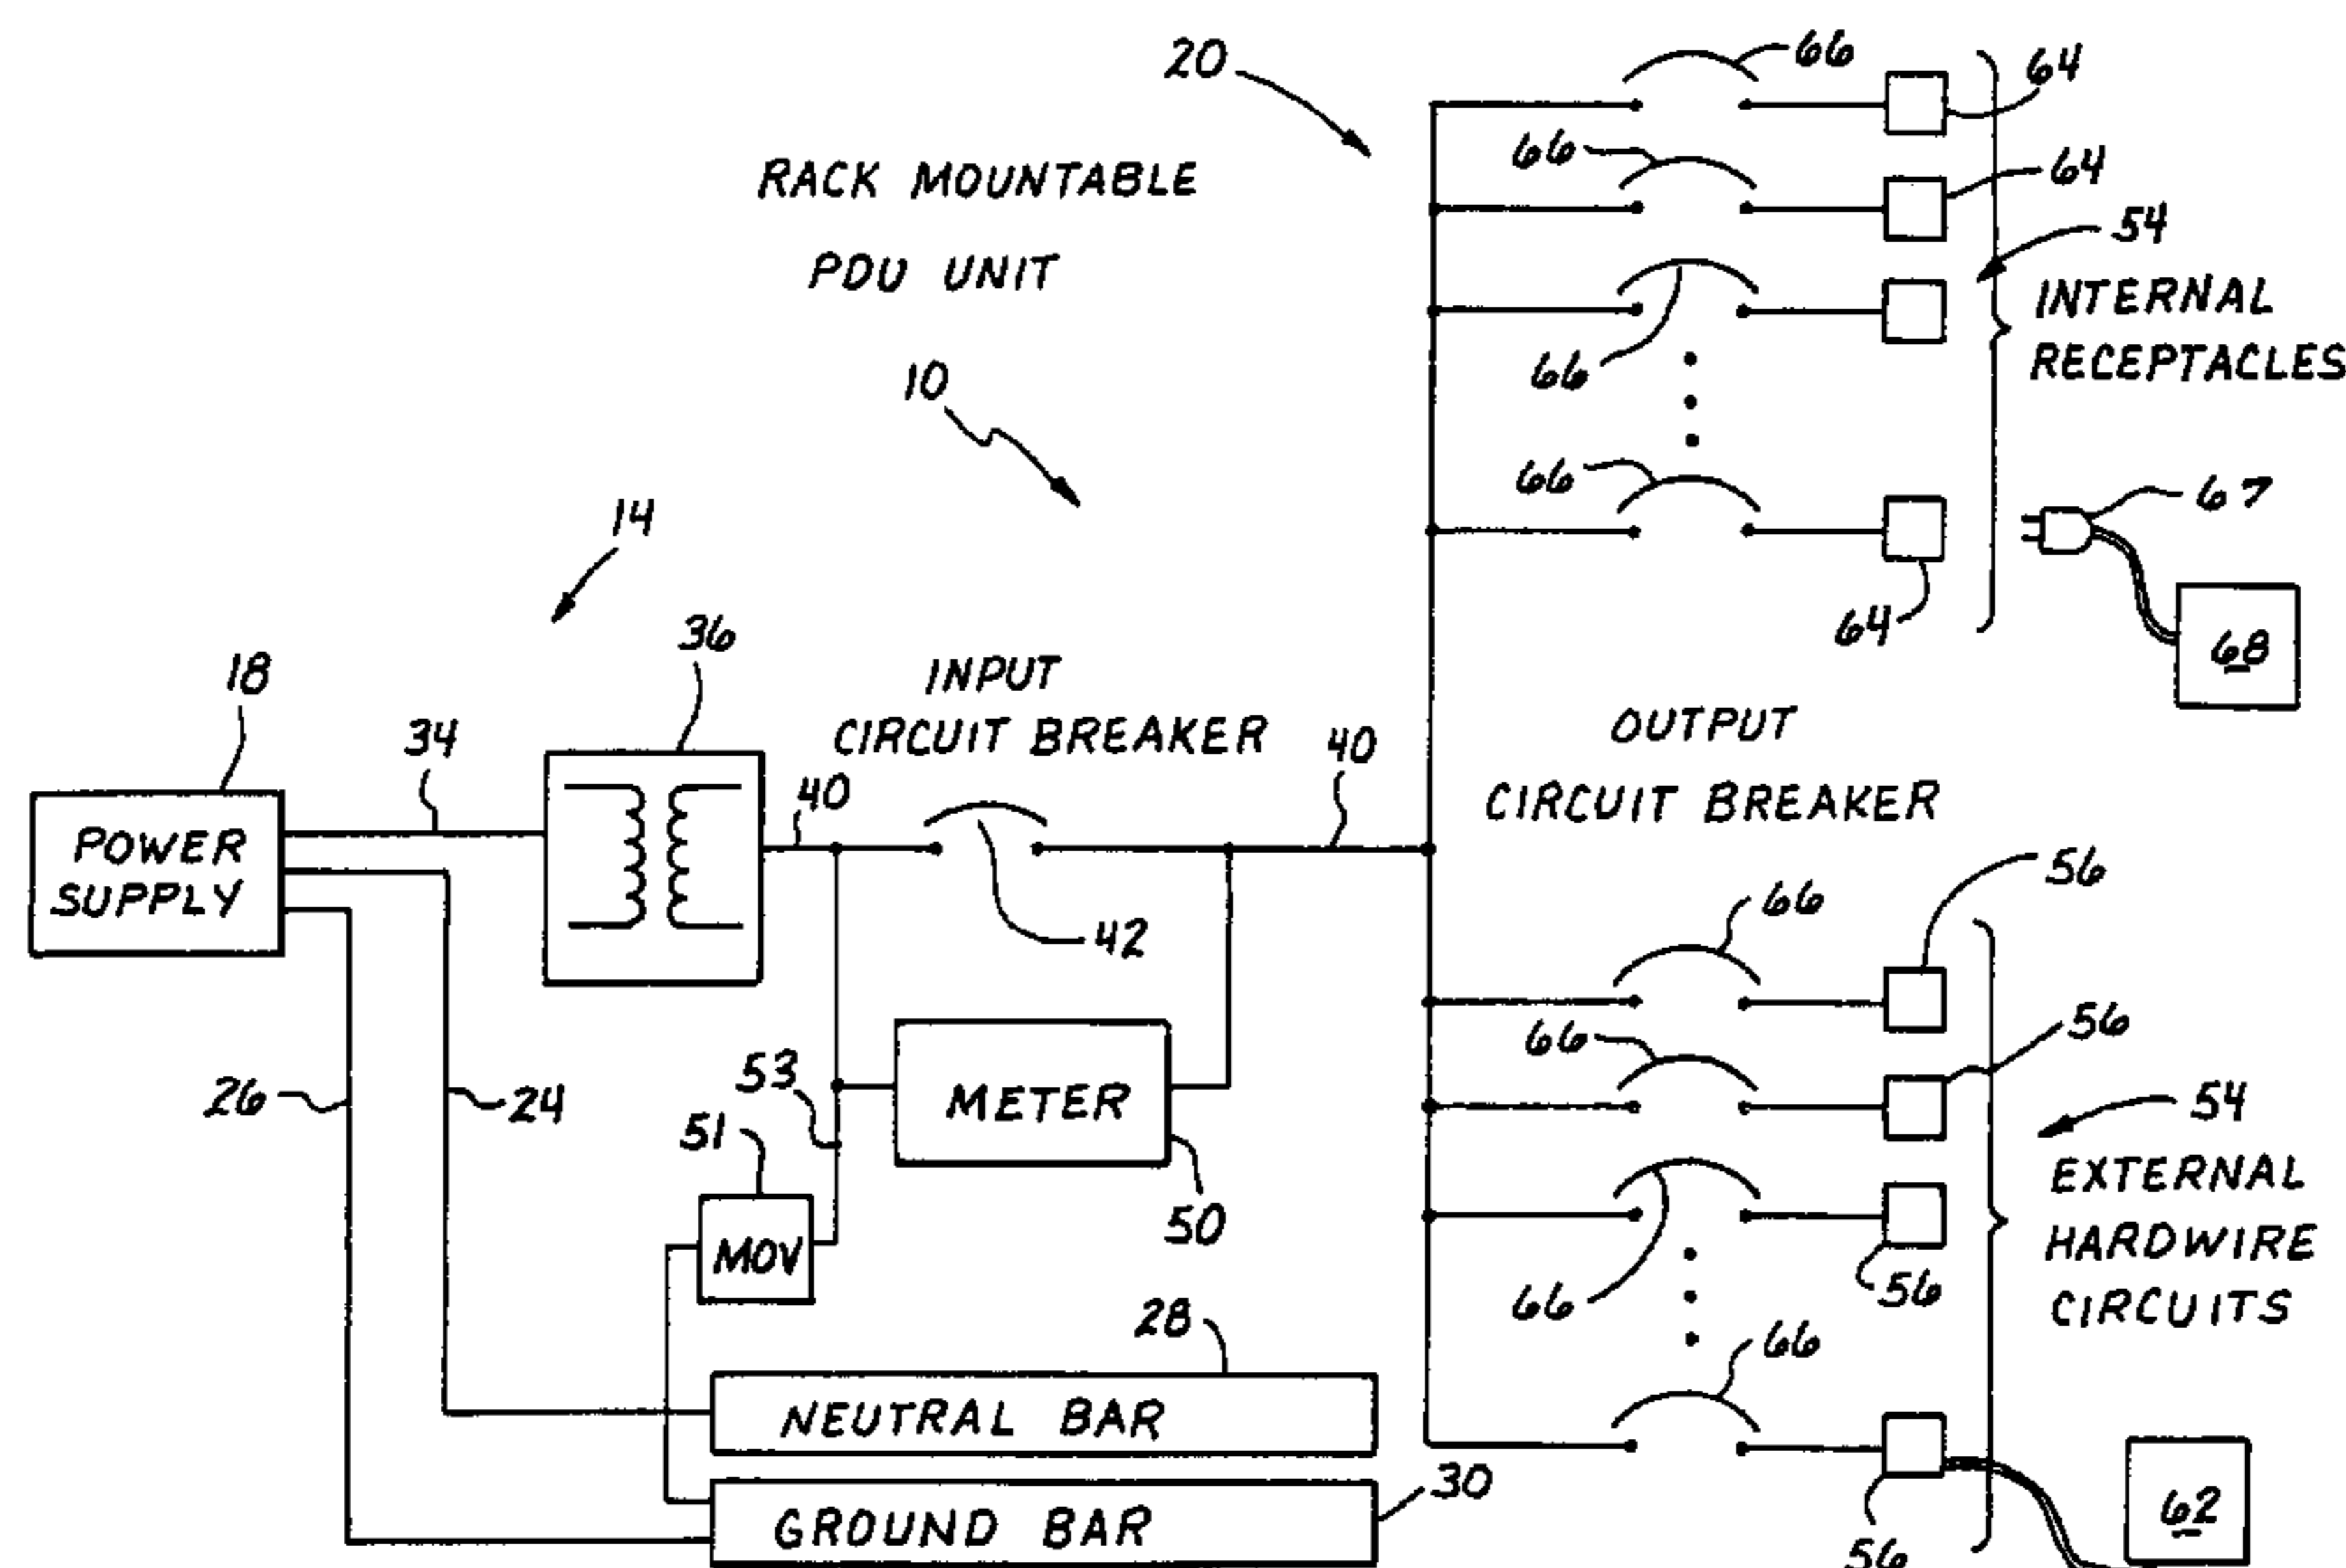 20
66
64
RACK MOUNTABLE
PDU UNIT
66
64
54
INTERNAL
RECEPTACLES
66
10
66
67
14
64
68
36
18
INPUT
CIRCUIT BREAKER
34
40
40
OUTPUT
CIRCUIT BREAKER
POWER
SUPPLY
42
66
56
66
56
26
24
53
METER
54
51
50
EXTERNAL
HARDWIRE
CIRCUITS
MOV
66
56
28
66
NEUTRAL BAR
30
GROUND BAR
62
56